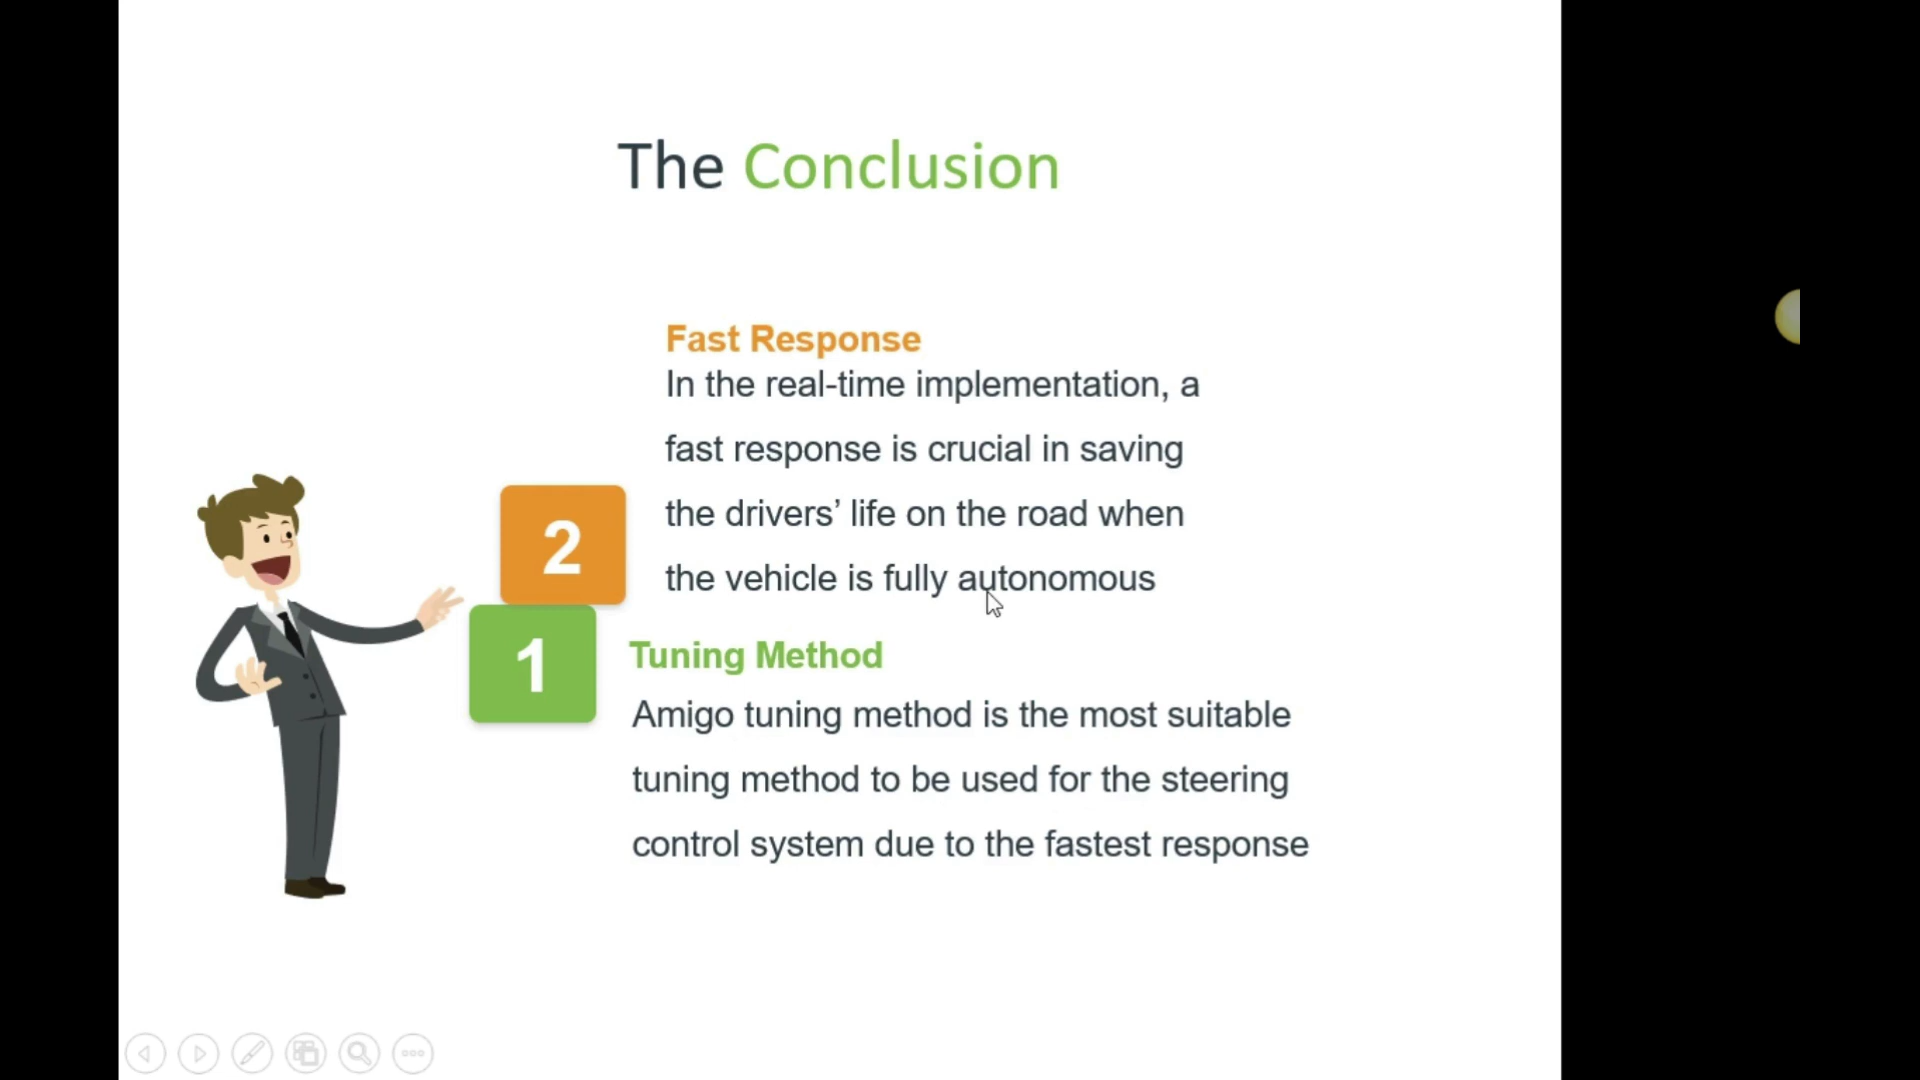 The Conclusion
Fast Response
In the real-time implementation, a
fast response is crucial in saving
the drivers’ life on the road when
the vehicle is fully autonomous
2
1
Tuning Method
Amigo tuning method is the most suitable
tuning method to be used for the steering
control system due to the fastest response